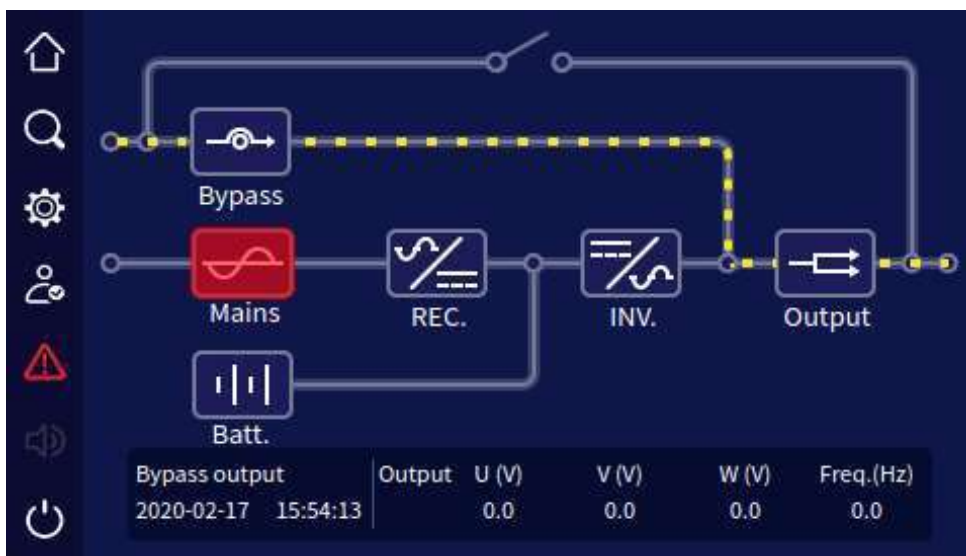 Bypass
Mains
REC.
INV.
Output
Batt.
Bypass output
2020-02-17 15:54:13
Output U (V) V (V) W (V) Freq.(Hz)
0.0 0.0 0.0 0.0